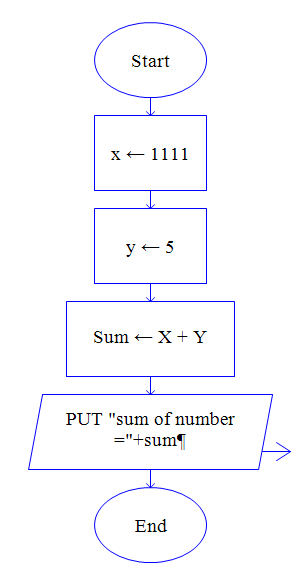 Start
x ← 1111
y ← 5
Sum ← X + Y
PUT "sum of number
="+sum¶
End